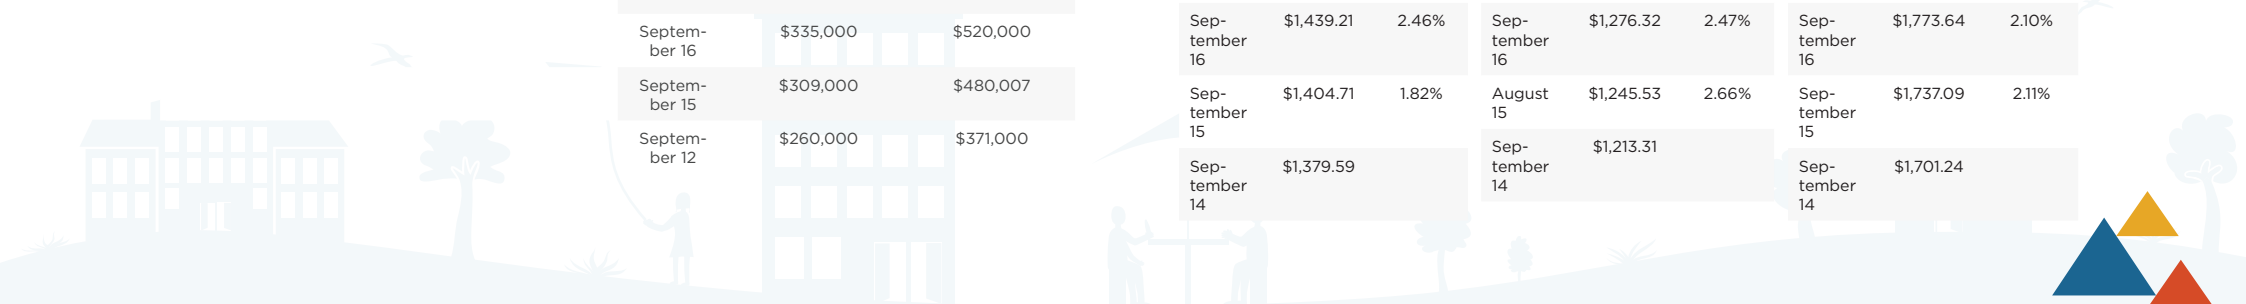 Septem- $335,000 $520,000
ber 16
Septem- $309,000 $480,007
ber 15
Septem- $260,000 $371,000
ber 12
Sep- $1,439.21 2.46%
tember
16
Sep- $1,404.71 1.82%
tember
15
Sep- $1,379.59
tember
14
Sep- $1,276.32 2.47%
tember
16
August $1,245.53 2.66%
15
Sep- $1,213.31
tember
14
Sep- $1,773.64 2.10%
tember
16
Sep- $1,737.09 2.11%
tember
15
Sep- $1,701.24
tember
14